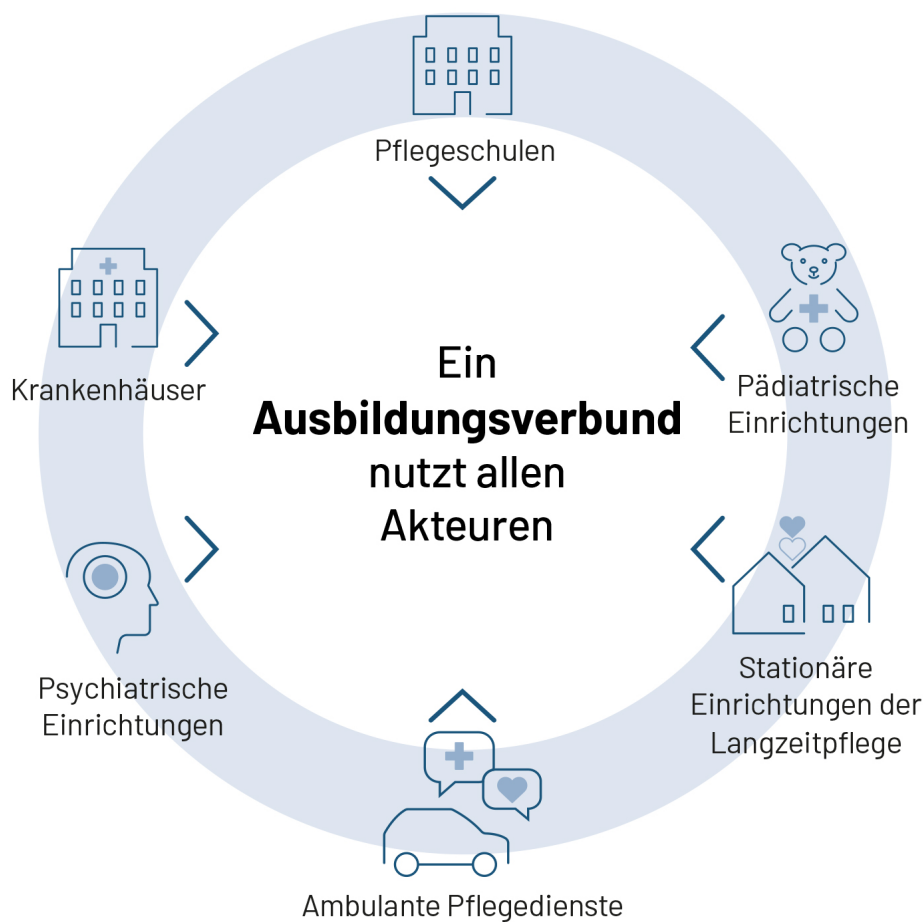 Pflegeschulen
Krankenhäuser
Pädiatrische
Einrichtungen
Ein
Ausbildungsverbund
nutzt allen
Akteuren
Psychiatrische
Einrichtungen
Stationäre
Einrichtungen der
Langzeitpflege
Ambulante Pflegedienste